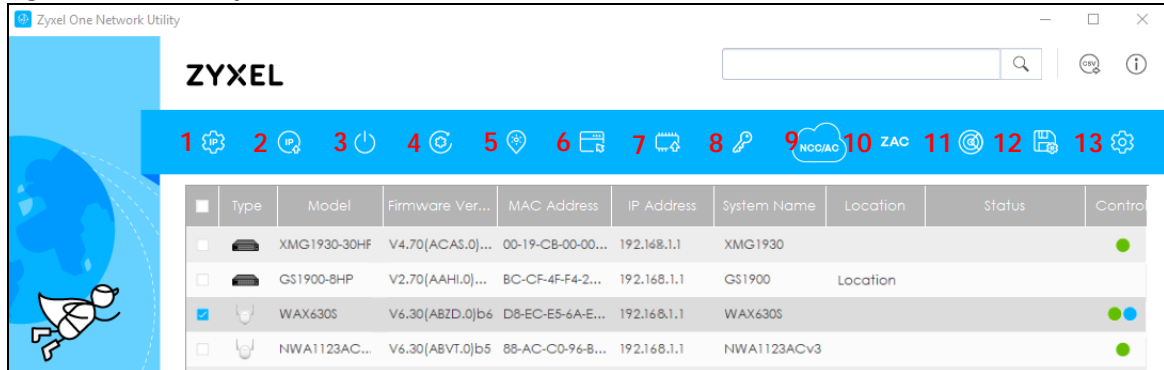 Zyxel One Network Utility
ZYXEL
CSV
1 IP 2 IP 3 4 5 6 7 8 9 NCC/AC 10 ZAC 11 12 13
Type Model Firmware Ver... MAC Address IP Address System Name Location Status Control
XMG1930-30HF V4.70(ACAS.0)... 00-19-CB-00-00... 192.168.1.1 XMG1930
GS1900-8HP V2.70(AAHI.0)... BC-CF-4F-F4-2... 192.168.1.1 GS1900 Location
WAX630S V6.30(ABZD.0)b6 D8-EC-E5-6A-E... 192.168.1.1 WAX630S
NWA1123AC... V6.30(ABVT.0)b5 88-AC-C0-96-B... 192.168.1.1 NWA1123ACv3